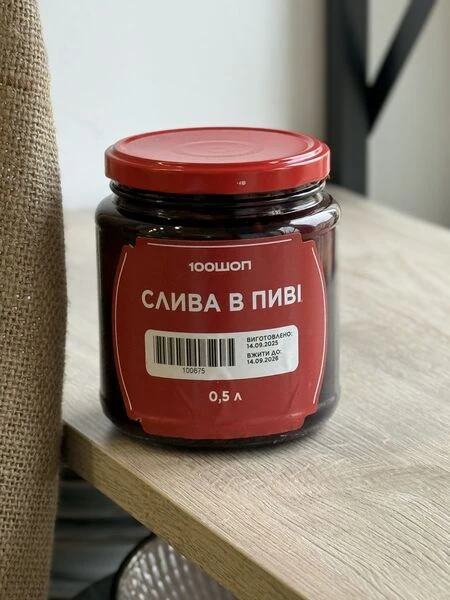 100ШОП
СЛИВА В ПИВІ
ВИГОТОВЛЕНО:
14.09.2025
ВЖИТИ ДО:
14.09.2026
100675
0,5 л